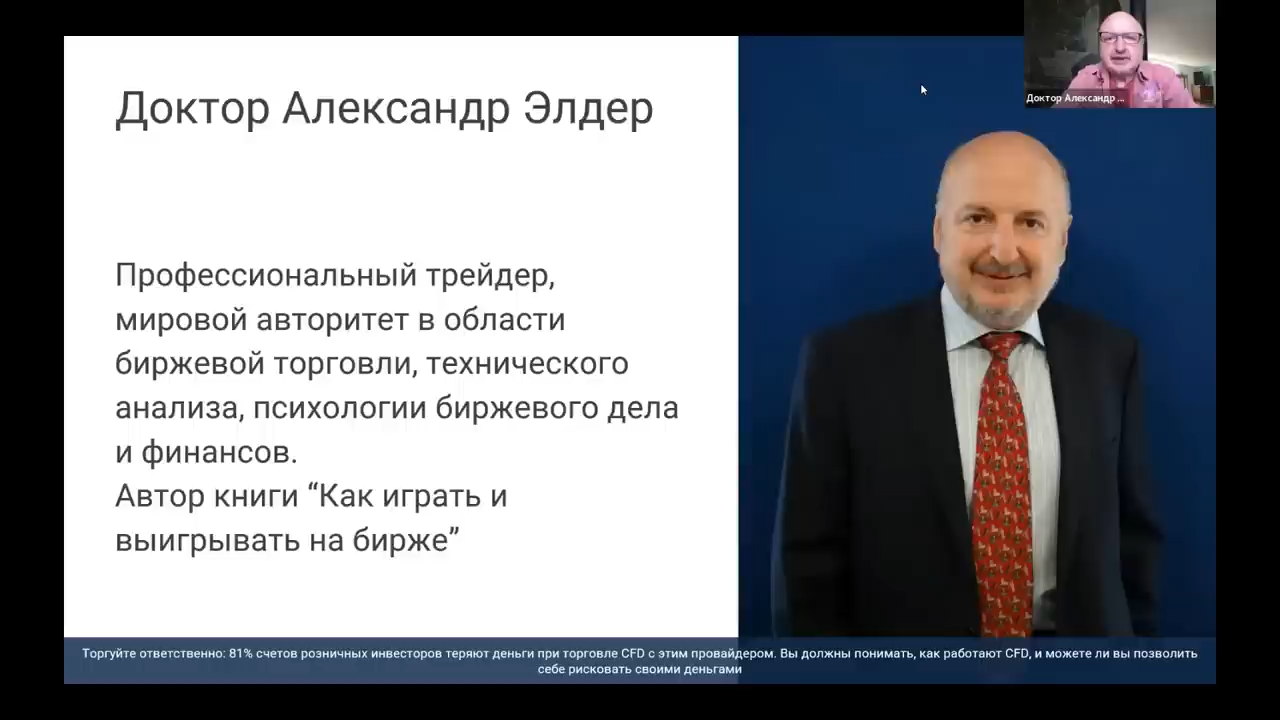 Доктор Александр Элдер
Доктор Александр ...
Профессиональный трейдер,
мировой авторитет в области
биржевой торговли, технического
анализа, психологии биржевого дела
и финансов.
Автор книги “Как играть и
выигрывать на бирже”
Торгуйте ответственно: 81% счетов розничных инвесторов теряют деньги при торговле CFD с этим провайдером. Вы должны понимать, как работают CFD, и можете ли вы позволить
себе рисковать своими деньгами